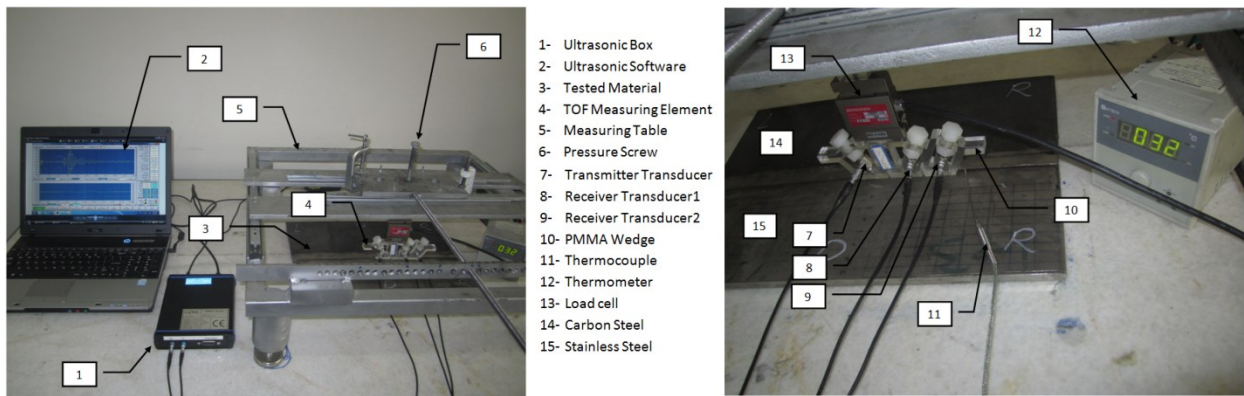 2
6
5
4
3
1
032
1- Ultrasonic Box
2- Ultrasonic Software
3- Tested Material
4- TOF Measuring Element
5- Measuring Table
6- Pressure Screw
7- Transmitter Transducer
8- Receiver Transducer1
9- Receiver Transducer2
10- PMMA Wedge
11- Thermocouple
12- Thermometer
13- Load cell
14- Carbon Steel
15- Stainless Steel
12
13
14
15
7
8
9
10
11
R
032
°C
R